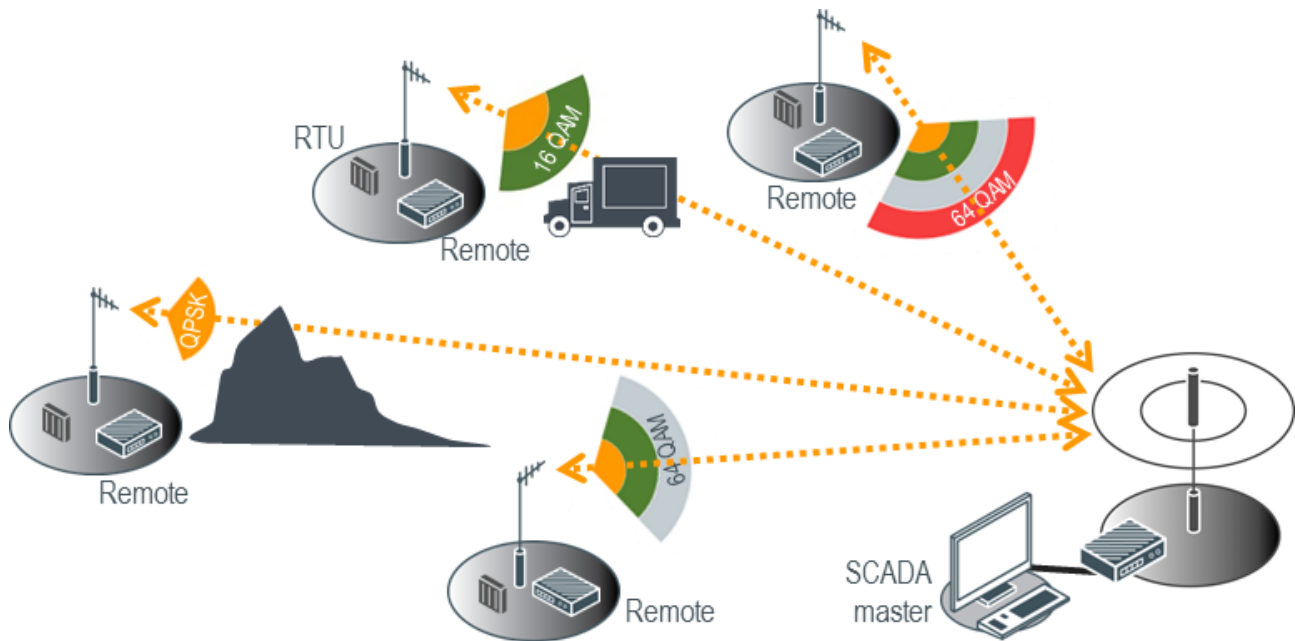 RTU
16 QAM
Remote
Remote
64 QAM
QPSK
Remote
64 QAM
Remote
SCADA
master